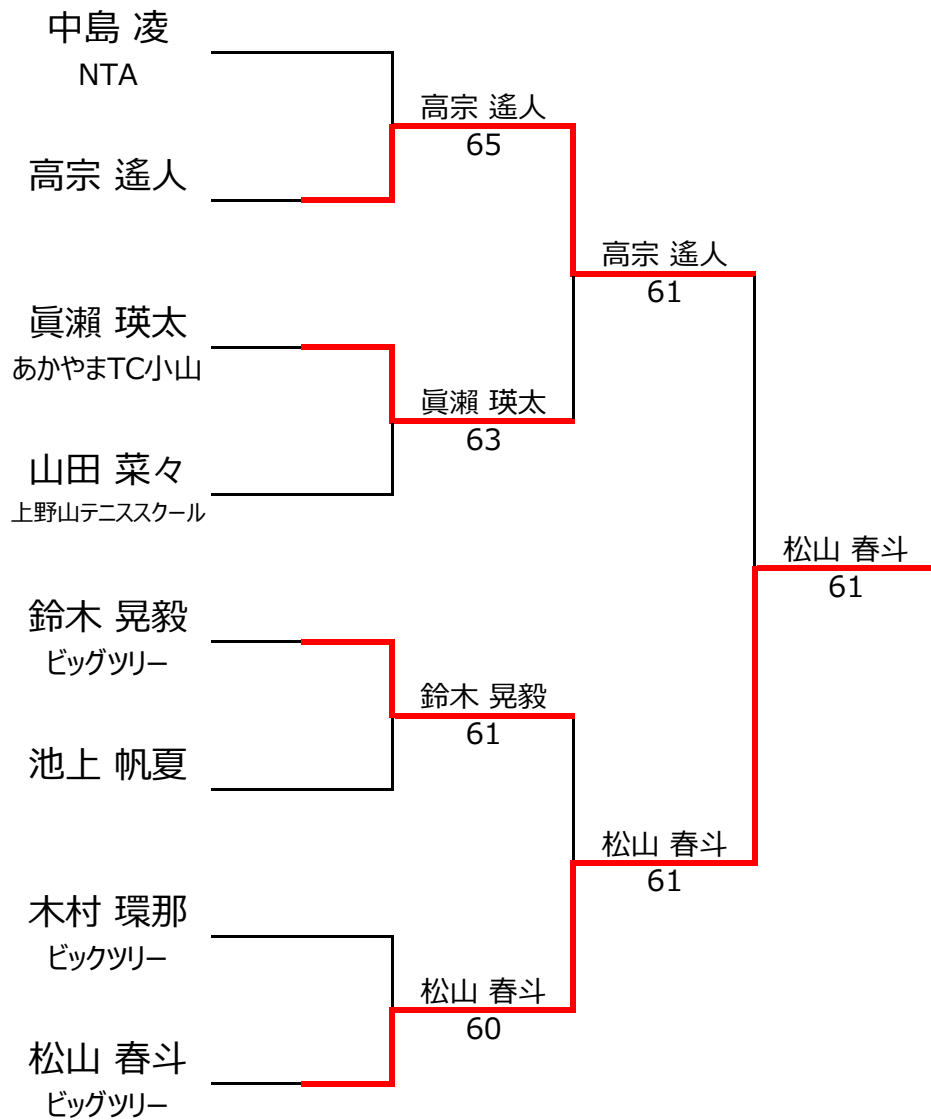 中島 凌
NTA
高宗 遙人
65
高宗 遙人
高宗 遙人
61
眞瀨 瑛太
あかやまTC小山
眞瀨 瑛太
63
山田 菜々
上野山テニススクール
松山 春斗
61
鈴木 晃毅
ビッグツリー
鈴木 晃毅
61
池上 帆夏
松山 春斗
61
木村 環那
ビックツリー
松山 春斗
60
松山 春斗
ビッグツリー